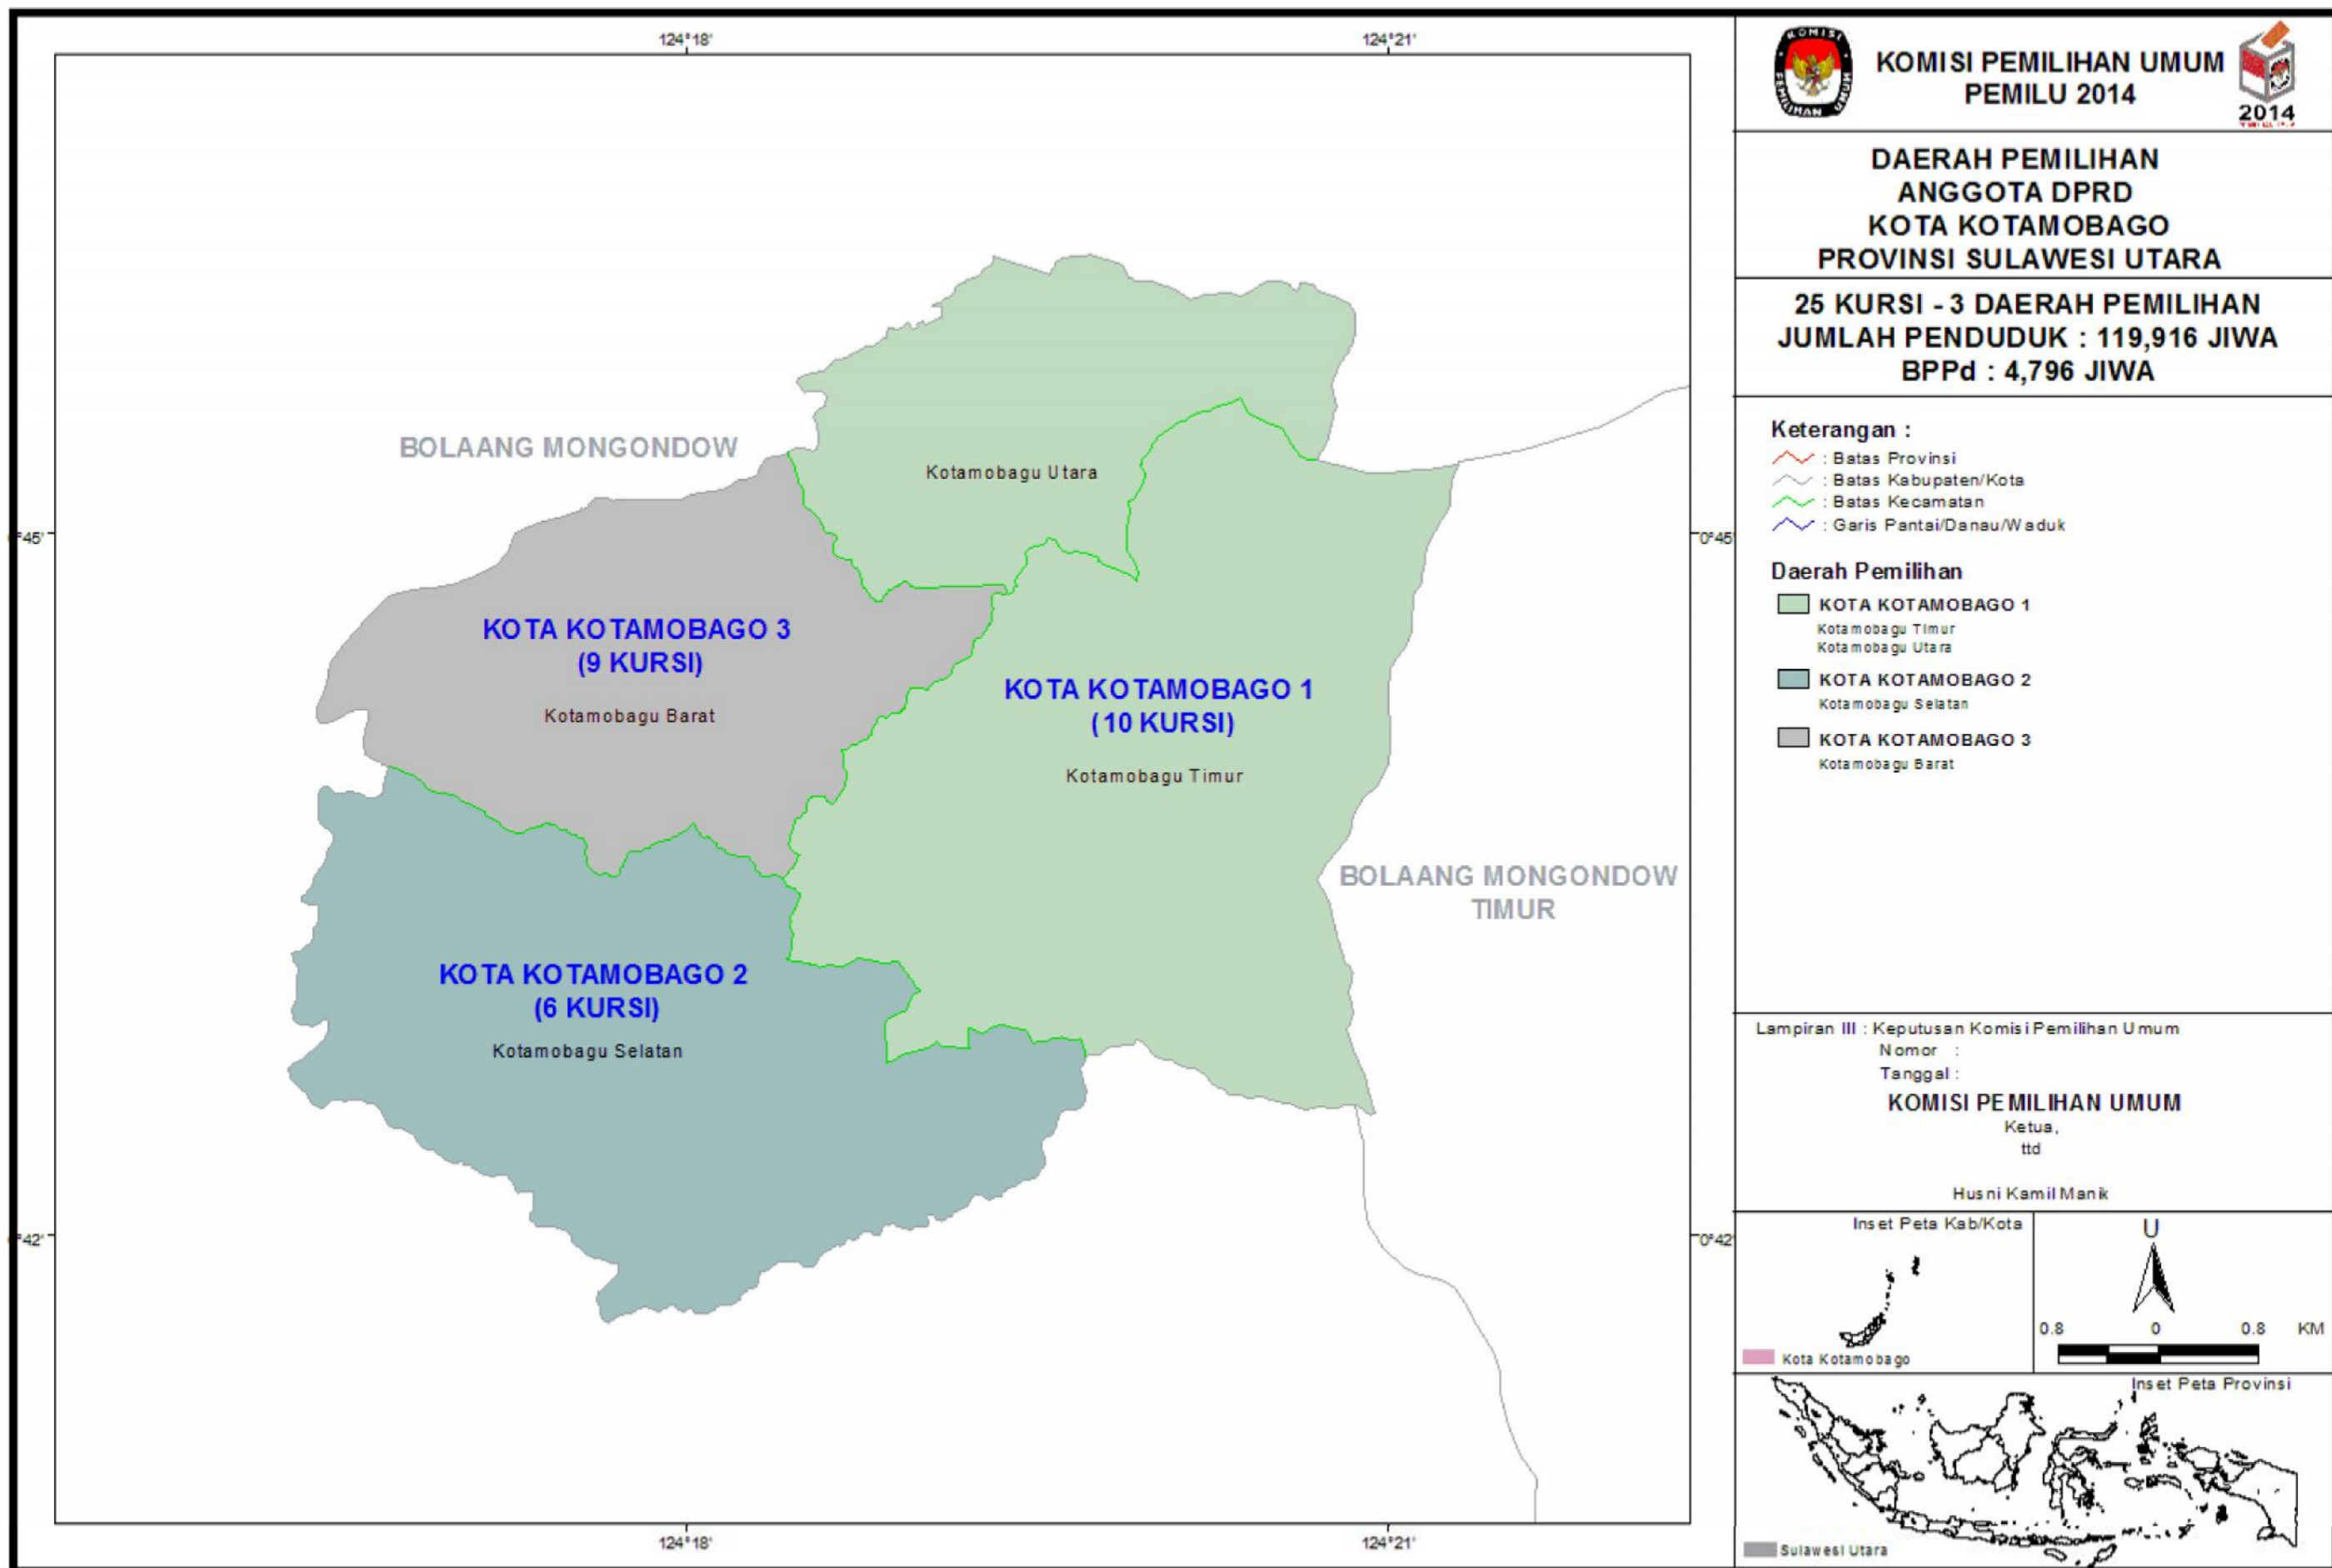 124°18'
124°21'
BOLAANG MONGONDOW
Kotamobagu Utara
°45'
0°45'
KOTA KOTAMOBAGO 3
(9 KURSI)
Kotamobagu Barat
KOTA KOTAMOBAGO 1
(10 KURSI)
Kotamobagu Timur
BOLAANG MONGONDOW
TIMUR
KOTA KOTAMOBAGO 2
(6 KURSI)
Kotamobagu Selatan
°42'
0°42'
124°18'
124°21'
KOMISI
PEMILIHAN UMUM
KOMISI PEMILIHAN UMUM
PEMILU 2014
2014
DAERAH PEMILIHAN
ANGGOTA DPRD
KOTA KOTAMOBAGO
PROVINSI SULAWESI UTARA
25 KURSI - 3 DAERAH PEMILIHAN
JUMLAH PENDUDUK : 119,916 JIWA
BPPd : 4,796 JIWA
Keterangan :
: Batas Provinsi
: Batas Kabupaten/Kota
: Batas Kecamatan
: Garis Pantai/Danau/Waduk
Daerah Pemilihan
KOTA KOTAMOBAGO 1
Kotamobagu Timur
Kotamobagu Utara
KOTA KOTAMOBAGO 2
Kotamobagu Selatan
KOTA KOTAMOBAGO 3
Kotamobagu Barat
Lampiran III : Keputusan Komisi Pemilihan Umum
Nomor :
Tanggal :
KOMISI PEMILIHAN UMUM
Ketua,
ttd
Husni Kamil Manik
Inset Peta Kab/Kota
Kota Kotamobago
U
0.8 0 0.8 KM
Inset Peta Provinsi
Sulawesi Utara